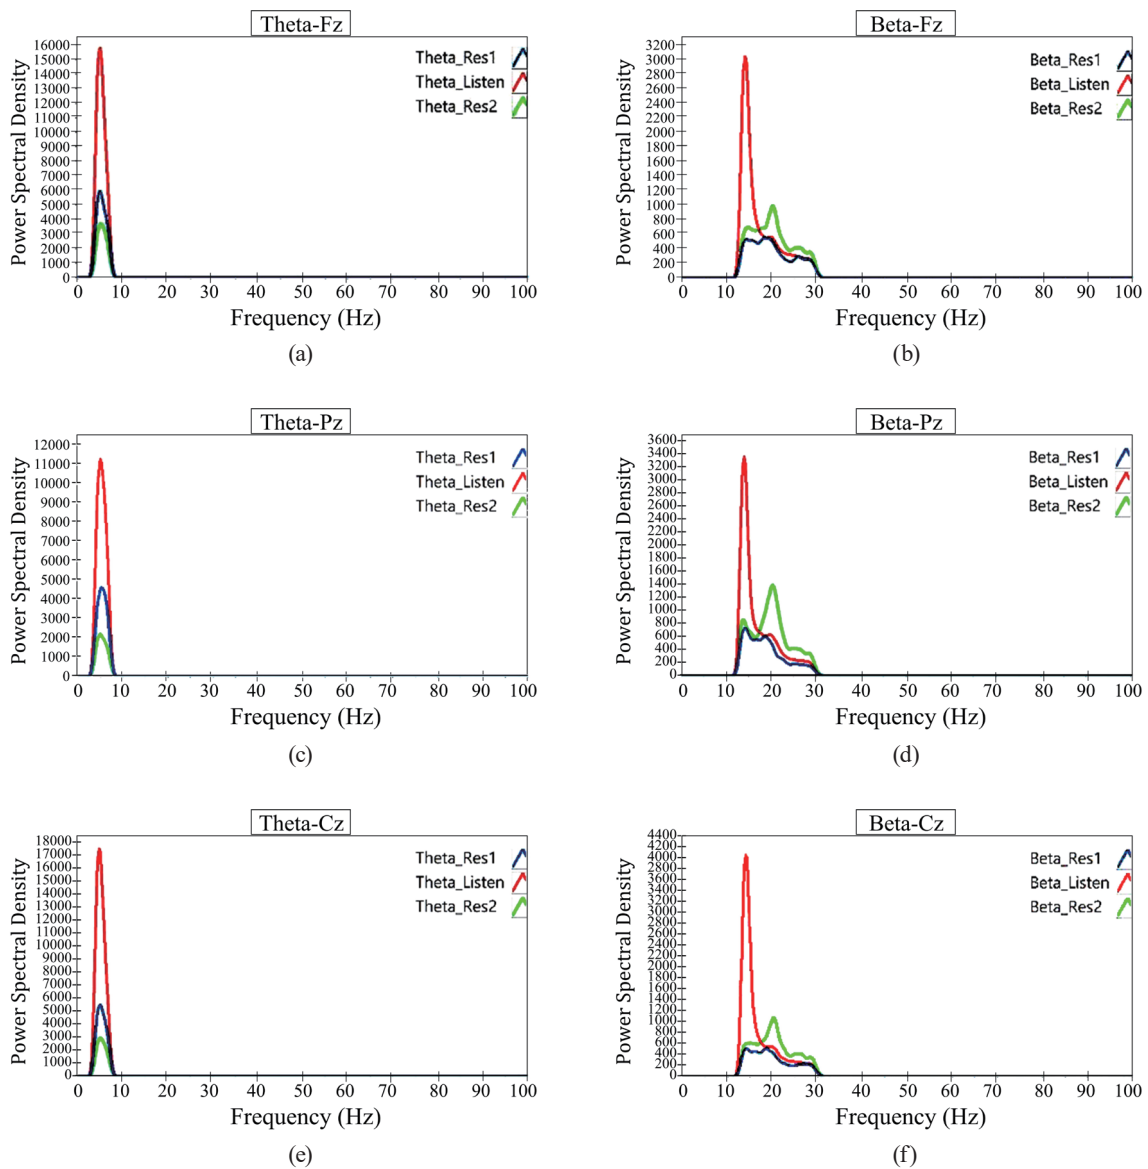 Theta-Fz
Power Spectral Density
16000
15000
14000
13000
12000
11000
10000
9000
8000
7000
6000
5000
4000
3000
2000
1000
0
Theta_Res1
Theta_Listen
Theta_Res2
0 10 20 30 40 50 60 70 80 90 100
Frequency (Hz)
(a)
Beta-Fz
Power Spectral Density
3200
3000
2800
2600
2400
2200
2000
1800
1600
1400
1200
1000
800
600
400
200
0
Beta_Res1
Beta_Listen
Beta_Res2
0 10 20 30 40 50 60 70 80 90 100
Frequency (Hz)
(b)
Theta-Pz
Power Spectral Density
12000
11000
10000
9000
8000
7000
6000
5000
4000
3000
2000
1000
0
Theta_Res1
Theta_Listen
Theta_Res2
0 10 20 30 40 50 60 70 80 90 100
Frequency (Hz)
(c)
Beta-Pz
Power Spectral Density
3600
3400
3200
3000
2800
2600
2400
2200
2000
1800
1600
1400
1200
1000
800
600
400
200
0
Beta_Res1
Beta_Listen
Beta_Res2
0 10 20 30 40 50 60 70 80 90 100
Frequency (Hz)
(d)
Theta-Cz
Power Spectral Density
18000
17000
16000
15000
14000
13000
12000
11000
10000
9000
8000
7000
6000
5000
4000
3000
2000
1000
0
Theta_Res1
Theta_Listen
Theta_Res2
0 10 20 30 40 50 60 70 80 90 100
Frequency (Hz)
(e)
Beta-Cz
Power Spectral Density
4400
4200
4000
3800
3600
3400
3200
3000
2800
2600
2400
2200
2000
1800
1600
1400
1200
1000
800
600
400
200
0
Beta_Res1
Beta_Listen
Beta_Res2
0 10 20 30 40 50 60 70 80 90 100
Frequency (Hz)
(f)